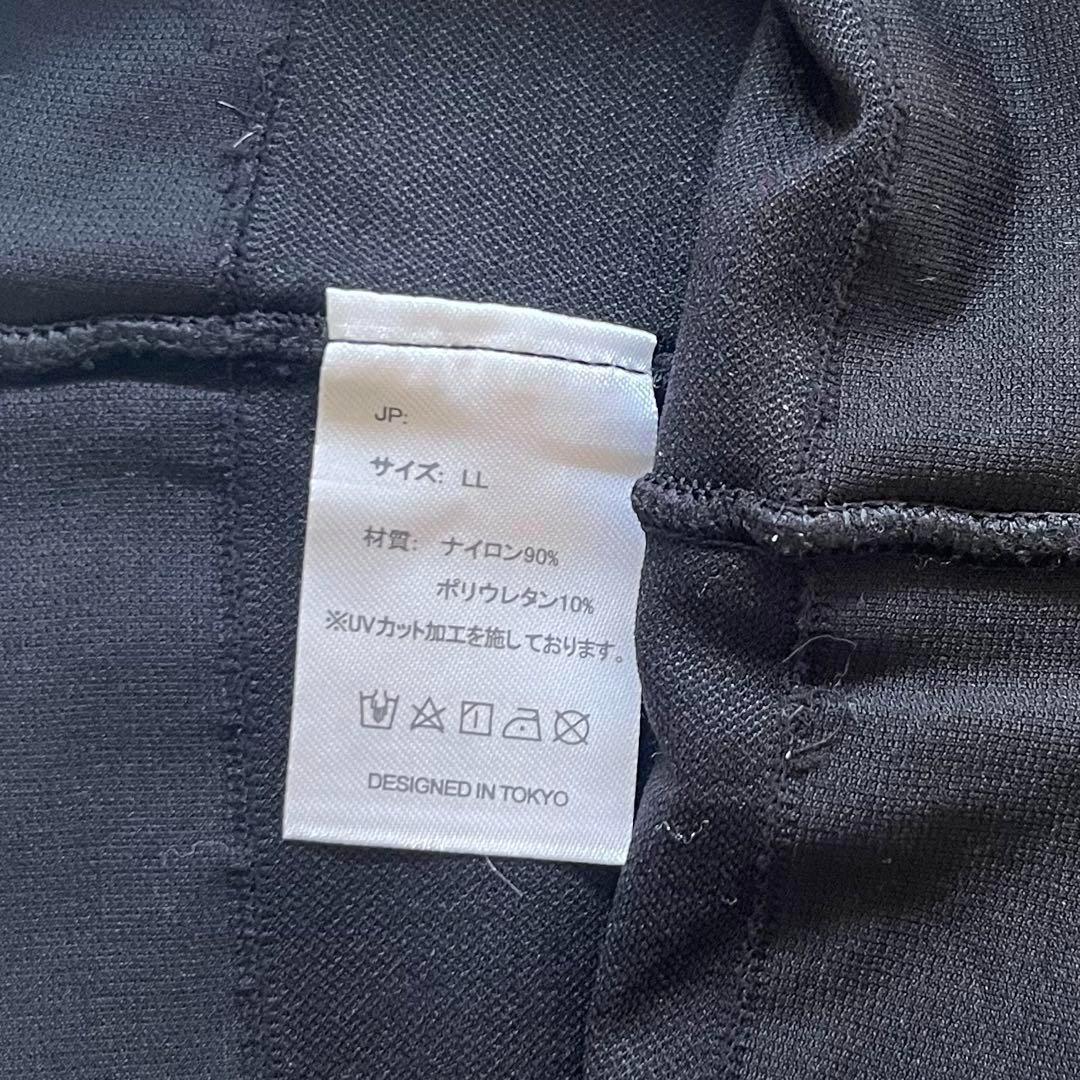 JP:
サイズ: LL
材質: ナイロン90%
ポリウレタン10%
※UVカット加工を施しております。
DESIGNED IN TOKYO